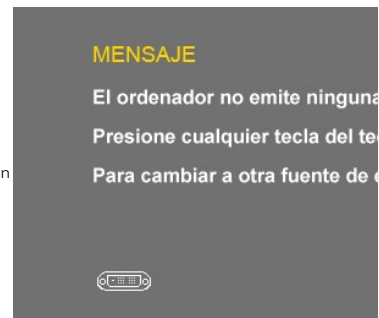 MENSAJE
El ordenador no emite ninguna
Presione cualquier tecla del
n
Para cambiar a otra fuente de